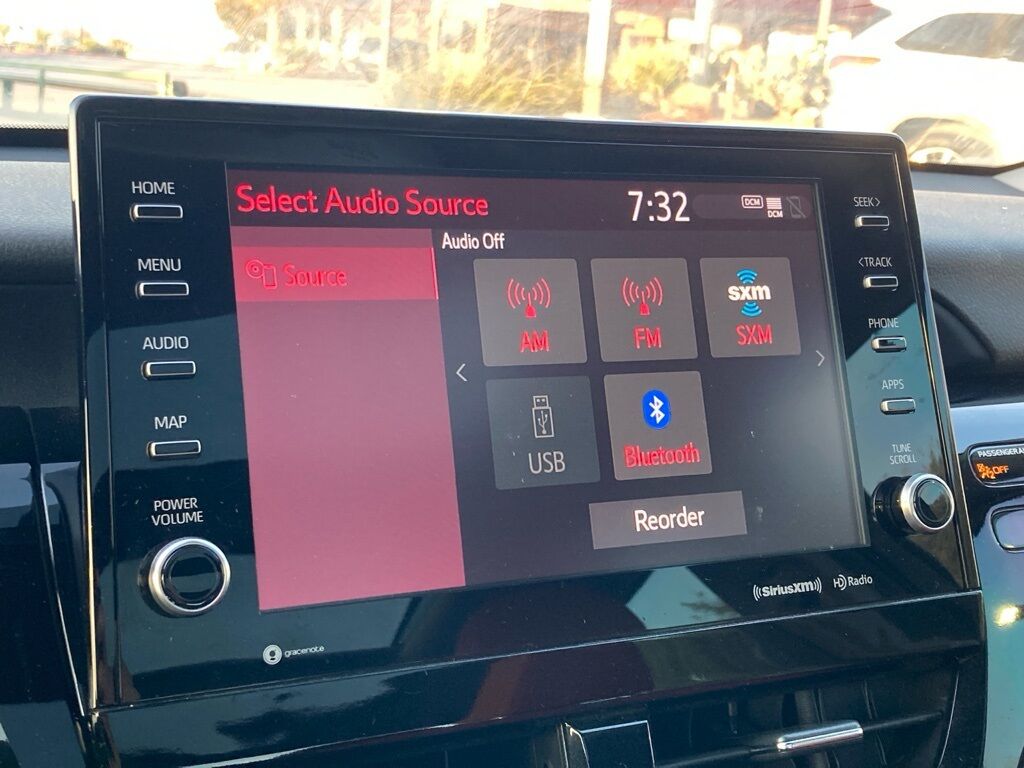 HOME
MENU
AUDIO
MAP
POWER
VOLUME
Select Audio Source
7:32
DCM
DCM
Source
Audio Off
AM
FM
sxm
SXM
USB
Bluetooth
Reorder
SEEK >
< TRACK
PHONE
APPS
TUNE
SCROLL
((SiriusXM))
HD Radio
gracenote
OFF